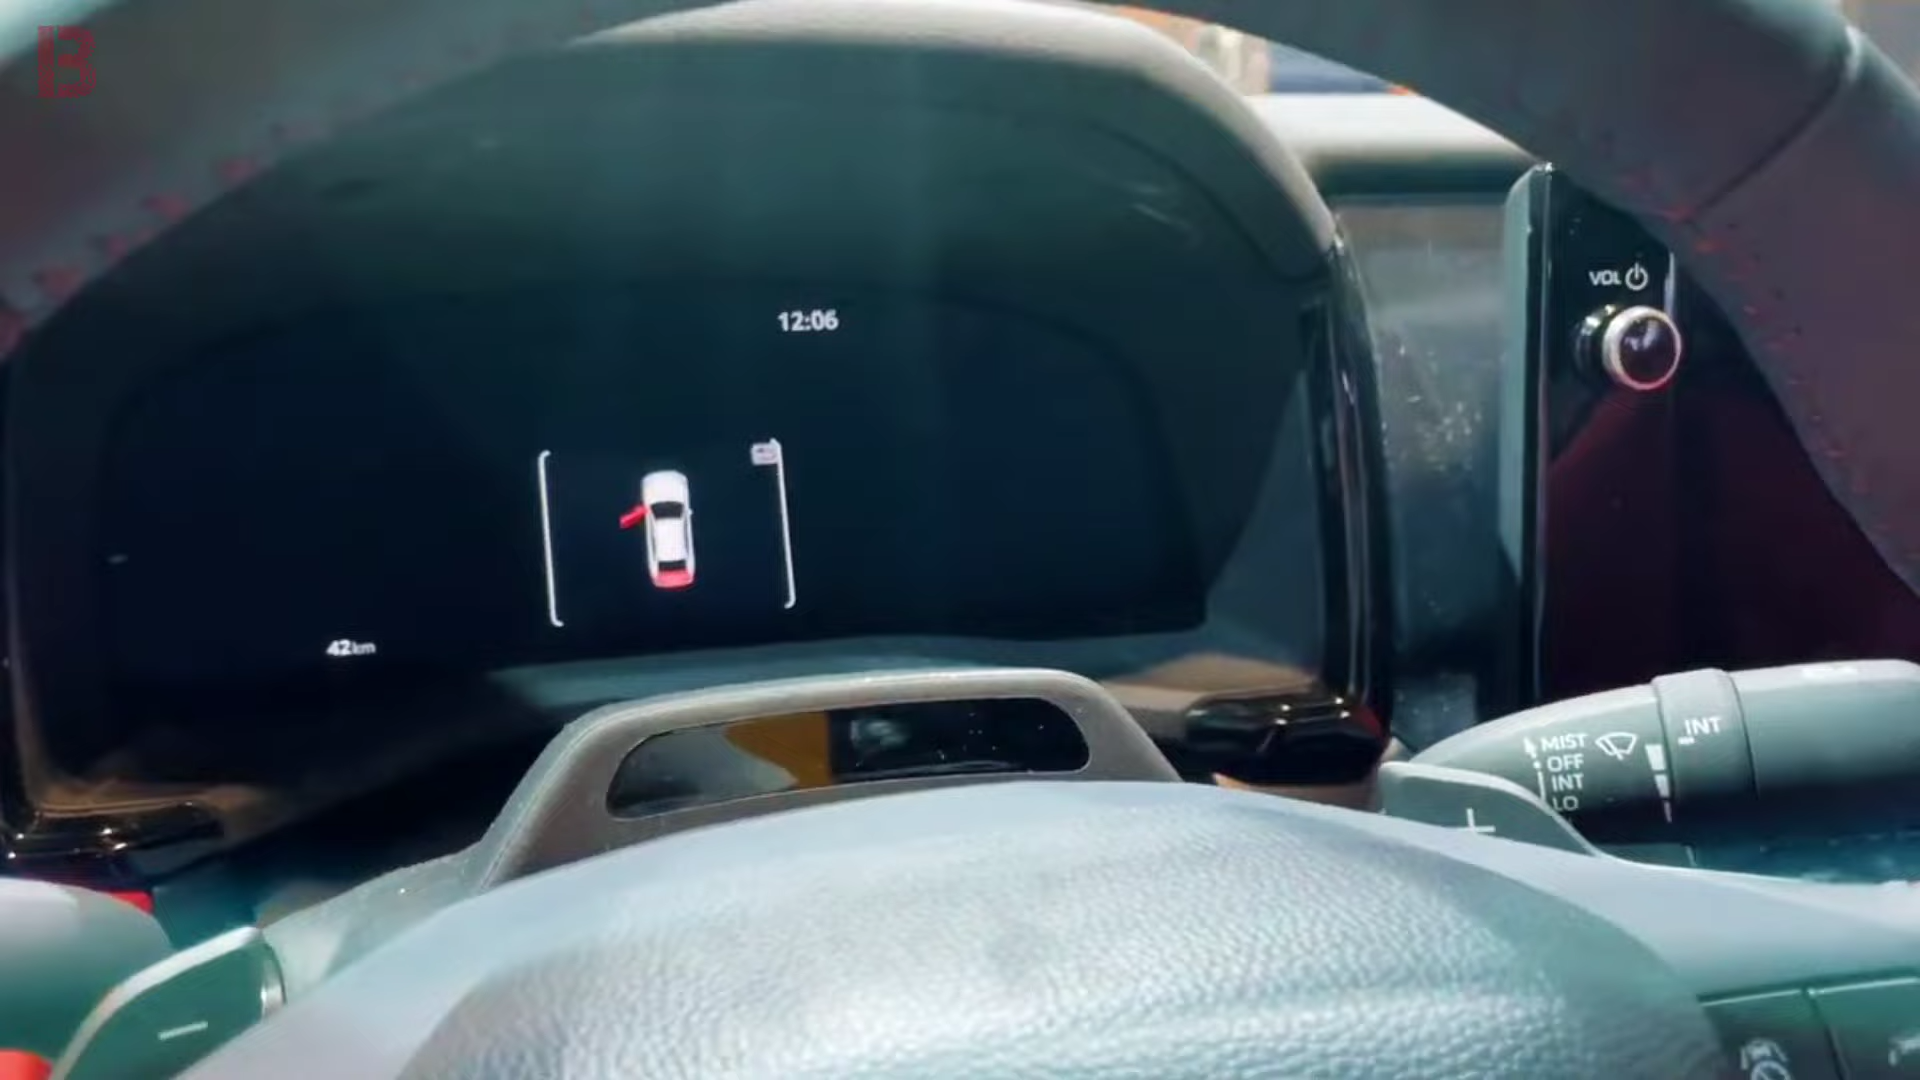 B
12:06
42km
VOL
MIST
OFF
INT
LO
INT
+
-